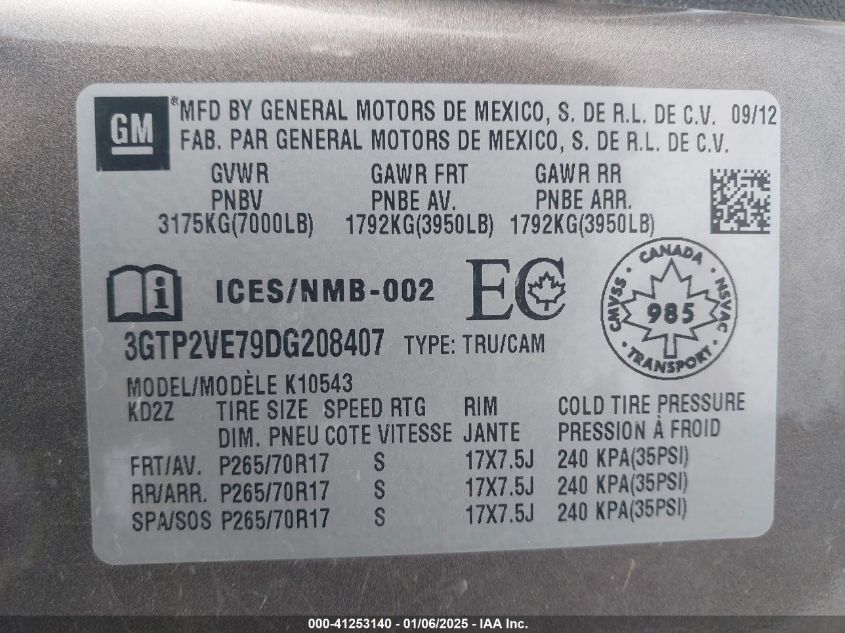 GM
® MFD BY GENERAL MOTORS DE MEXICO, S. DE R.L. DE C.V. 09/12
FAB. PAR GENERAL MOTORS DE MEXICO, S. DE R.L. DE C.V.
GVWR GAWR FRT GAWR RR
PNBV PNBE AV. PNBE ARR.
3175KG(7000LB) 1792KG(3950LB) 1792KG(3950LB)
i ICES/NMB-002 EC
CANADA
CMVSS · 985 · NSVAC
TRANSPORT
3GTP2VE79DG208407 TYPE: TRU/CAM
MODEL/MODÈLE K10543
KD2Z TIRE SIZE SPEED RTG RIM COLD TIRE PRESSURE
DIM. PNEU COTE VITESSE JANTE PRESSION À FROID
FRT/AV. P265/70R17 S 17X7.5J 240 KPA(35PSI)
RR/ARR. P265/70R17 S 17X7.5J 240 KPA(35PSI)
SPA/SOS P265/70R17 S 17X7.5J 240 KPA(35PSI)
000-41253140 - 01/06/2025 - IAA Inc.